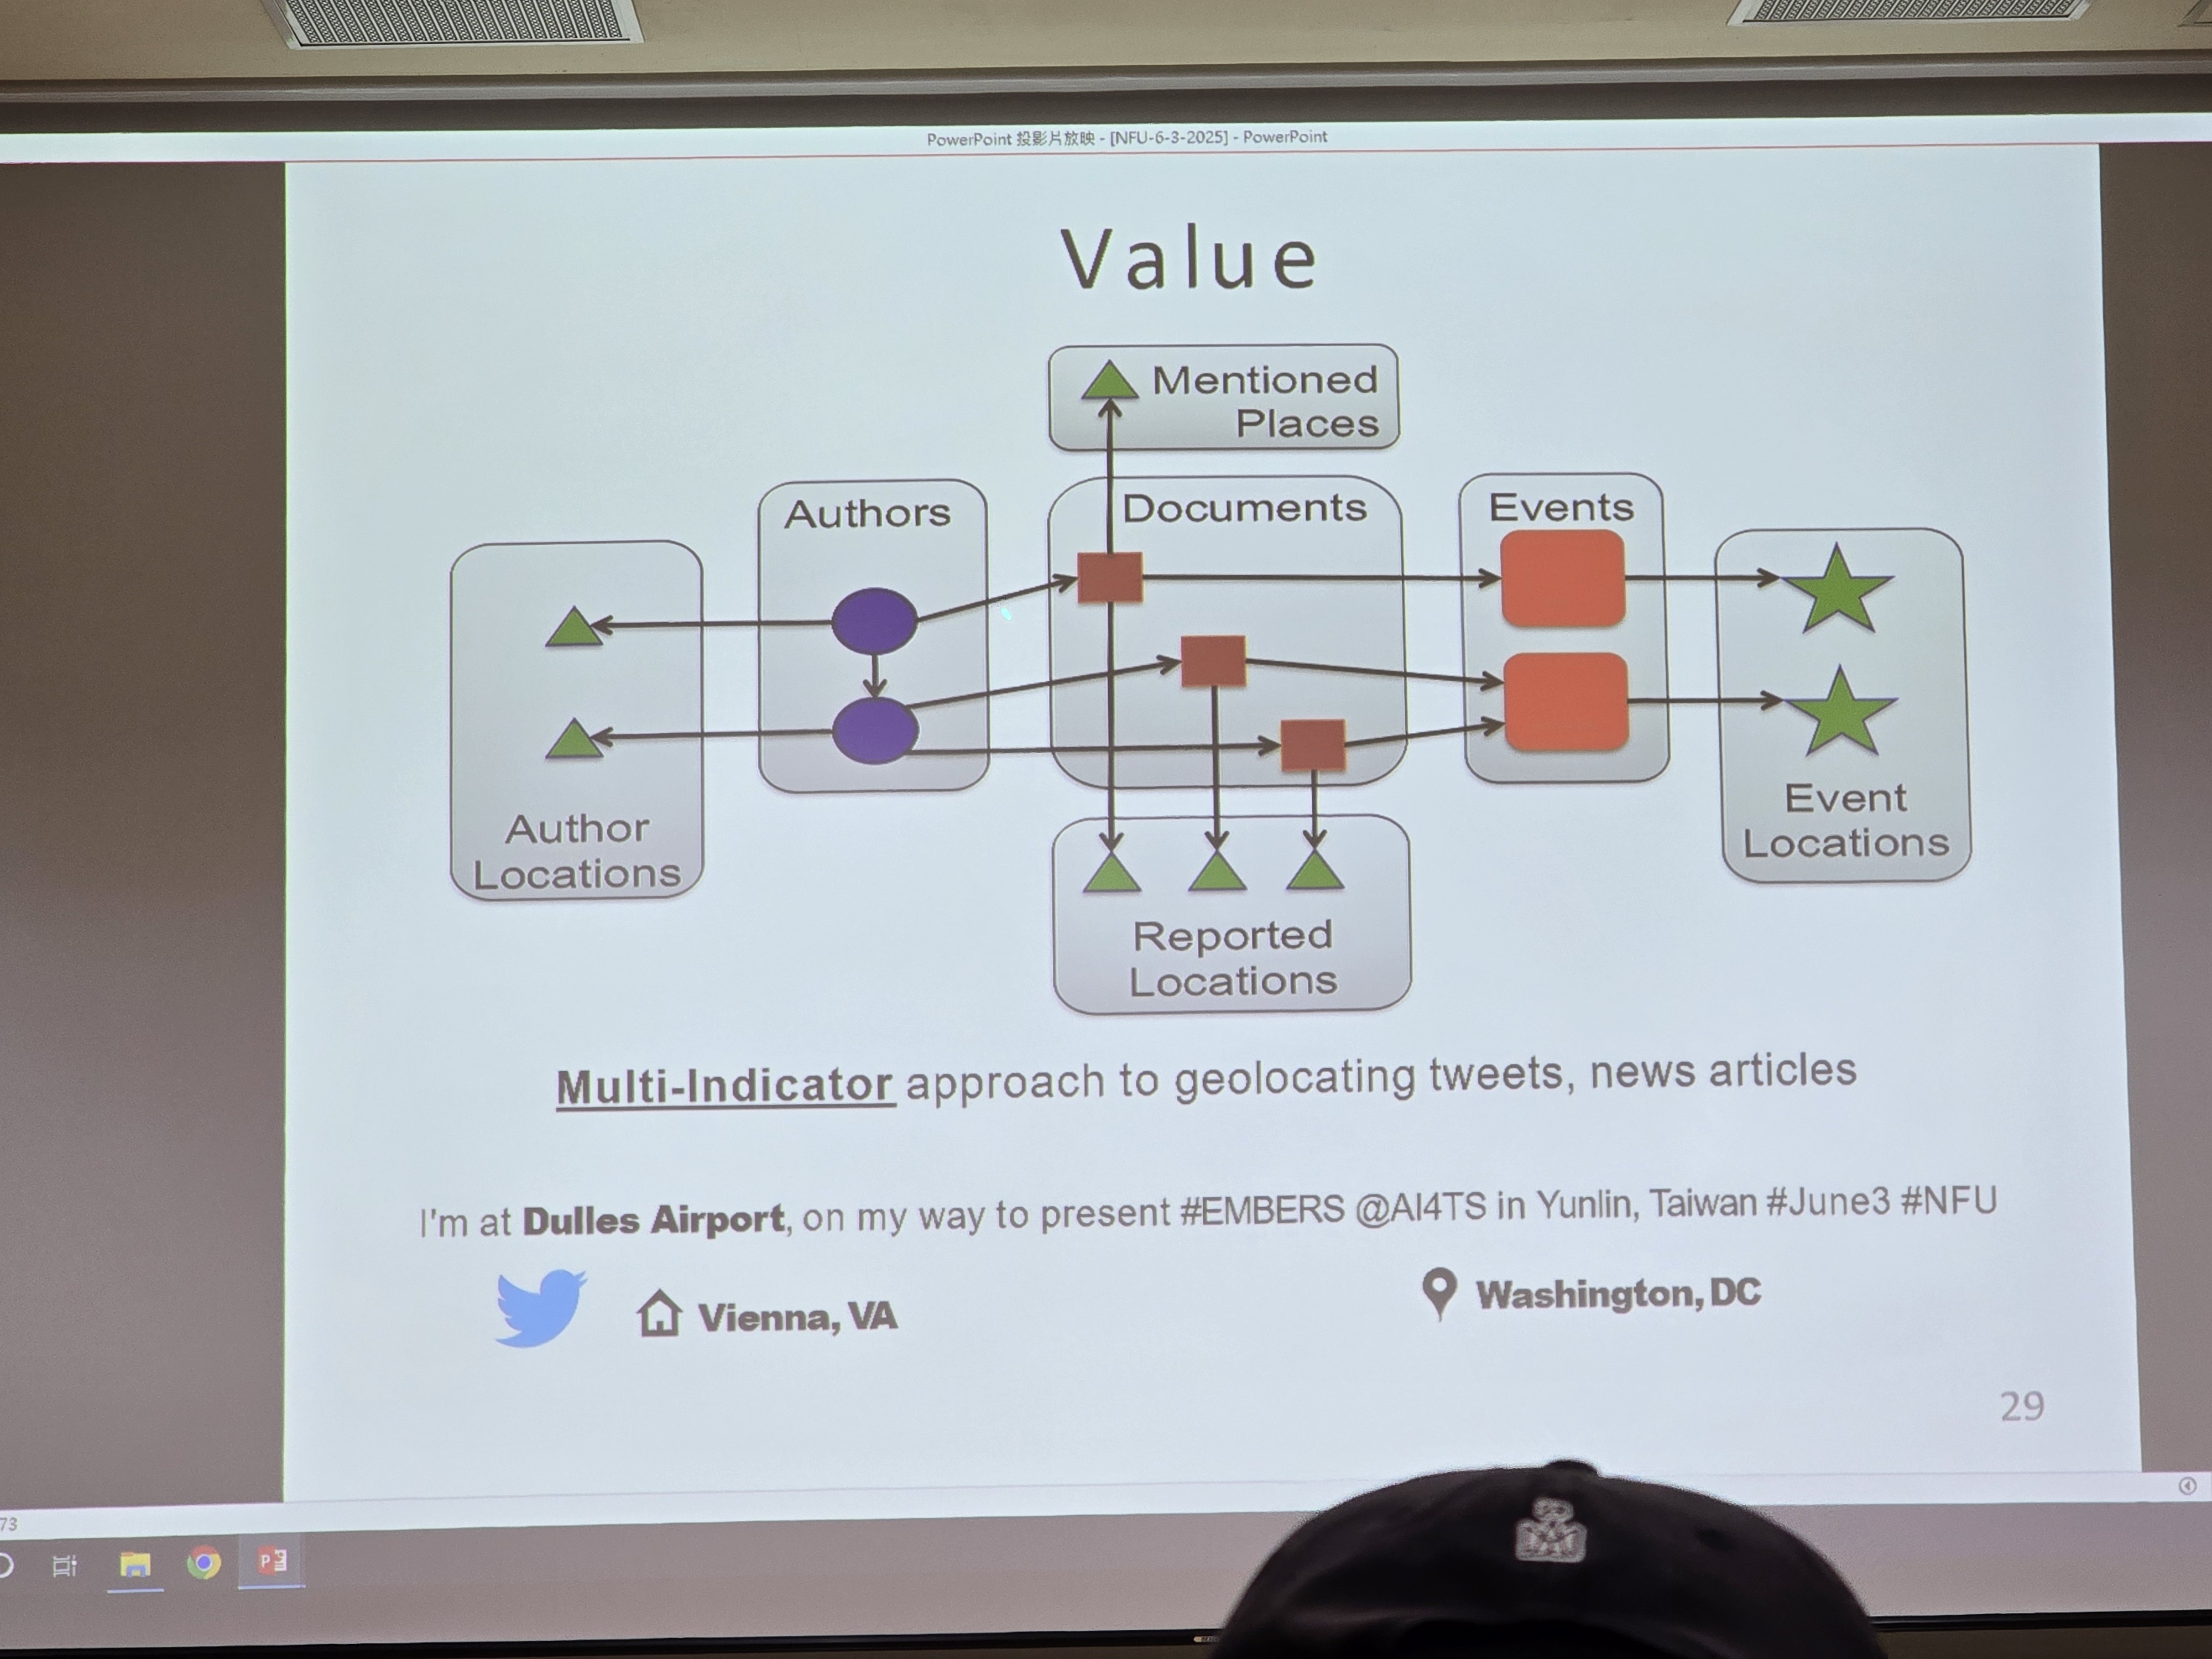 PowerPoint 投影片放映 - [NFU-6-3-2025] - PowerPoint
Value
Mentioned
Places
Authors
Documents
Events
Author
Locations
Event
Locations
Reported
Locations
Multi-Indicator approach to geolocating tweets, news articles
I'm at Dulles Airport, on my way to present #EMBERS @AI4TS in Yunlin, Taiwan #June3 #NFU
Vienna, VA
Washington, DC
29
73